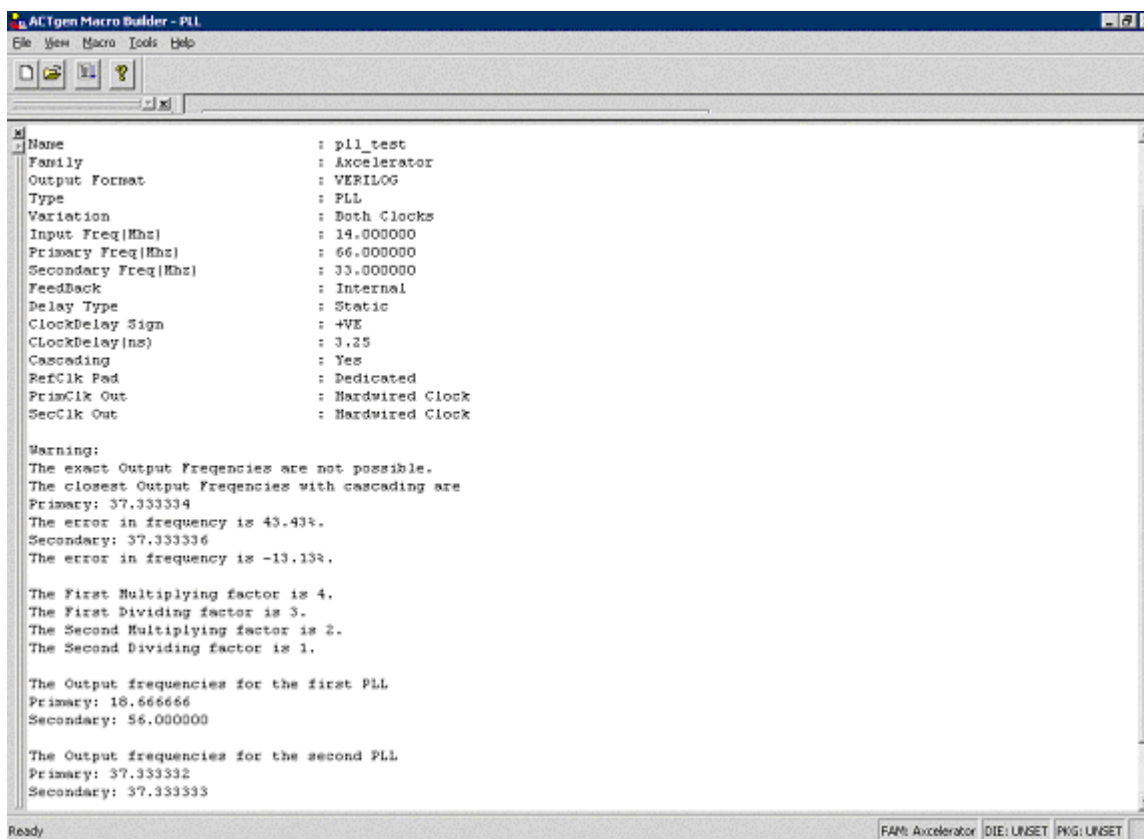 ACTgen Macro Builder - PLL
File View Macro Tools Help
Name : pll_test
Family : Axcelerator
Output Format : VERILOG
Type : PLL
Variation : Both Clocks
Input Freq(Mhz) : 14.000000
Primary Freq(Mhz) : 66.000000
Secondary Freq(Mhz) : 33.000000
FeedBack : Internal
Delay Type : Static
ClockDelay Sign : +VE
CLockDelay(ns) : 3.25
Cascading : Yes
RefClk Pad : Dedicated
PrimClk Out : Hardwired Clock
SecClk Out : Hardwired Clock
Warning:
The exact Output Freqencies are not possible.
The closest Output Freqencies with cascading are
Primary: 37.333334
The error in frequency is 43.43%.
Secondary: 37.333336
The error in frequency is -13.13%.
The First Multiplying factor is 4.
The First Dividing factor is 3.
The Second Multiplying factor is 2.
The Second Dividing factor is 1.
The Output frequencies for the first PLL
Primary: 18.666666
Secondary: 56.000000
The Output frequencies for the second PLL
Primary: 37.333332
Secondary: 37.333333
Ready FAM: Axcelerator DIE: UNSET PKG: UNSET